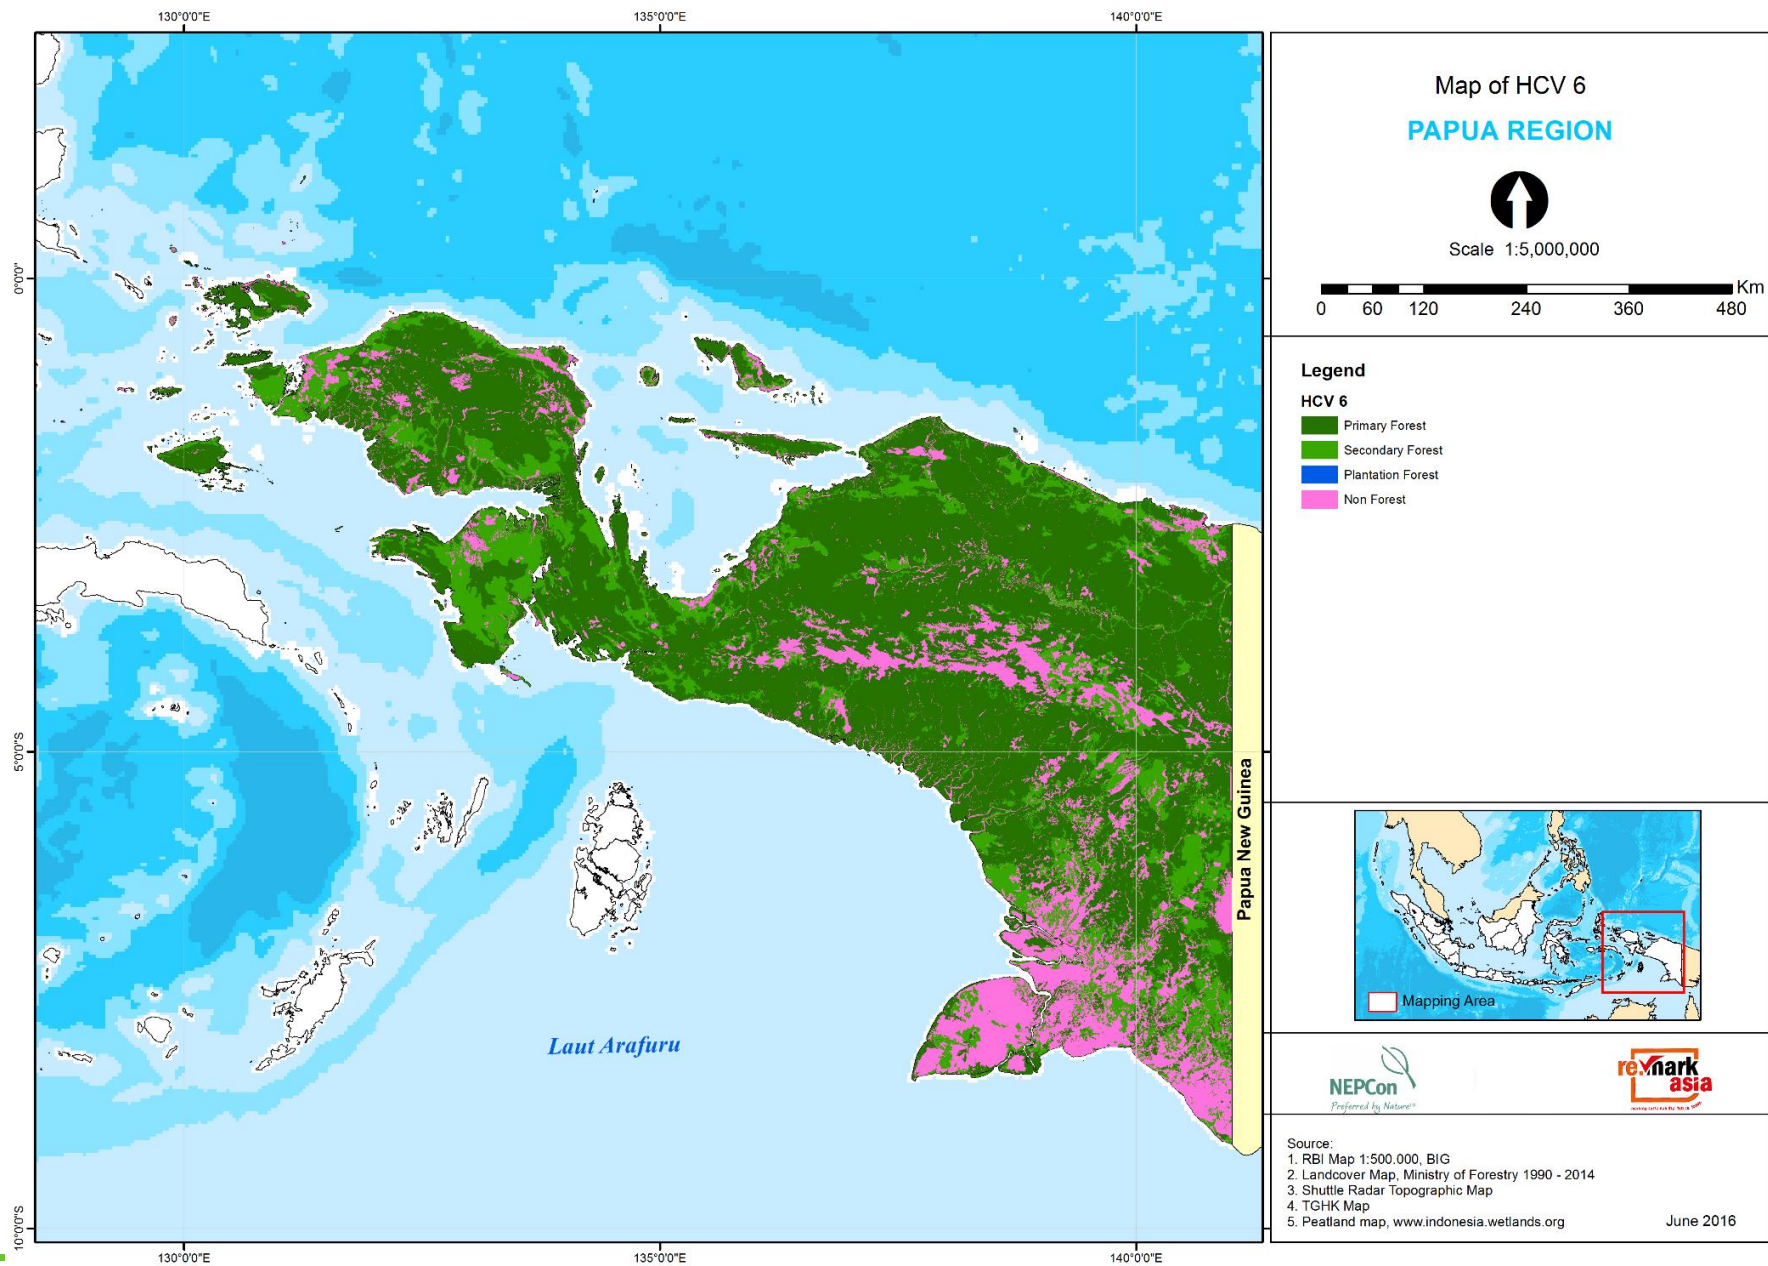 130°0'0"E 135°0'0"E 140°0'0"E
0°0'0"
5°0'0"S
10°0'0"S
Laut Arafuru
Papua New Guinea
130°0'0"E 135°0'0"E 140°0'0"E
Map of HCV 6
PAPUA REGION
Scale 1:5,000,000
Km
0 60 120 240 360 480
Legend
HCV 6
Primary Forest
Secondary Forest
Plantation Forest
Non Forest
Mapping Area
NEPCon
Preferred by Nature
re mark
asia
Source:
1. RBI Map 1:500.000, BIG
2. Landcover Map, Ministry of Forestry 1990 - 2014
3. Shuttle Radar Topographic Map
4. TGHK Map
5. Peatland map, www.indonesia.wetlands.org
June 2016